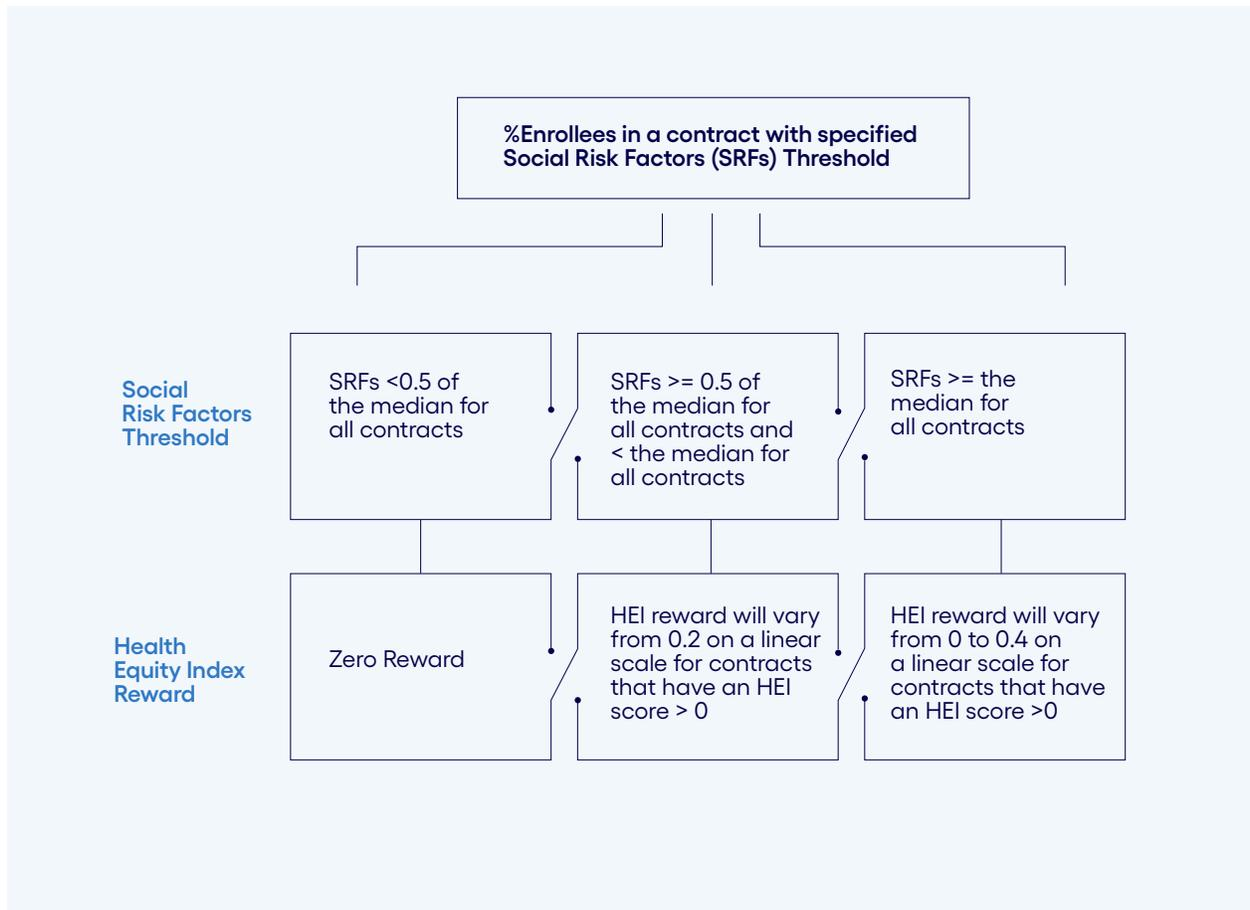 %Enrollees in a contract with specified
Social Risk Factors (SRFs) Threshold
Social
Risk Factors
Threshold
SRFs <0.5 of
the median for
all contracts
SRFs >= 0.5 of
the median for
all contracts and
< the median for
all contracts
SRFs >= the
median for
all contracts
Health
Equity Index
Reward
Zero Reward
HEI reward will vary
from 0.2 on a linear
scale for contracts
that have an HEI
score > 0
HEI reward will vary
from 0 to 0.4 on
a linear scale for
contracts that have
an HEI score >0